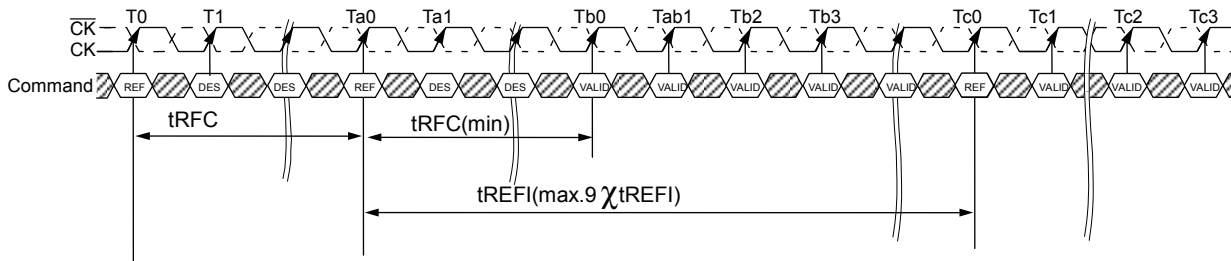 T0 T1 Ta0 Ta1 Tb0 Tab1 Tb2 Tb3 Tc0 Tc1 Tc2 Tc3
CK
CK
Command REF DES DES REF DES DES VALID VALID VALID VALID VALID REF VALID VALID VALID
tRFC
tRFC(min)
tREFI(max.9 χ tREFI)